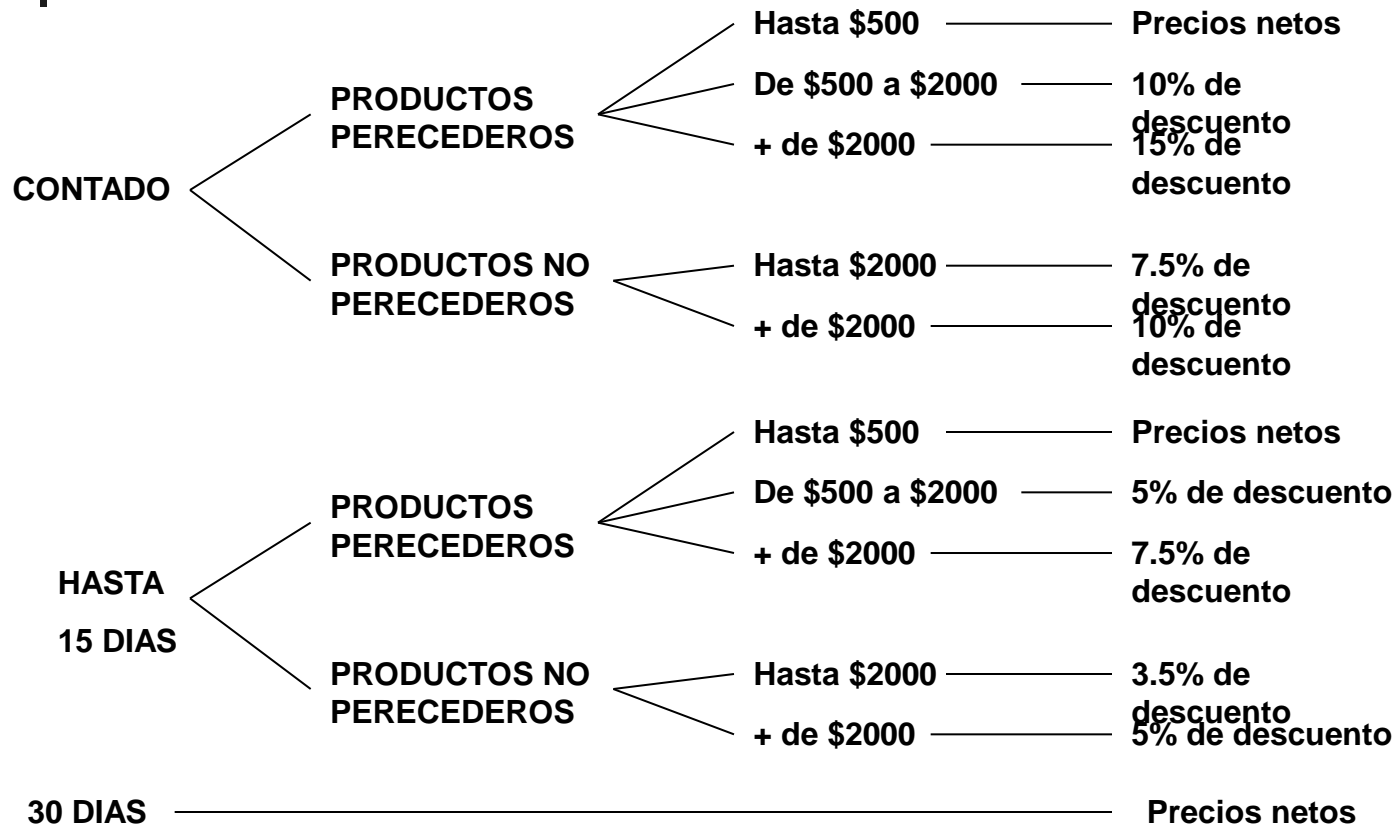 Hasta $500 Precios netos
PRODUCTOS
PERECEDEROS
De $500 a $2000 10% de
descuento
+ de $2000 15% de
descuento
CONTADO
PRODUCTOS NO
PERECEDEROS
Hasta $2000 7.5% de
descuento
+ de $2000 10% de
descuento
Hasta $500 Precios netos
PRODUCTOS
PERECEDEROS
De $500 a $2000 5% de descuento
+ de $2000 7.5% de
descuento
HASTA
15 DIAS
PRODUCTOS NO
PERECEDEROS
Hasta $2000 3.5% de
descuento
+ de $2000 5% de descuento
30 DIAS Precios netos